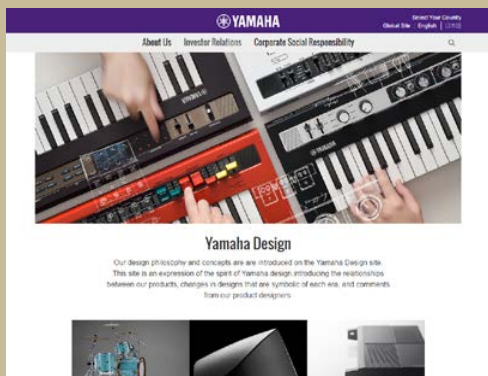 YAMAHA
Select Your Country
Global Site : English
About Us Investor Relations Corporate Social Responsibility
YAMAHA
YAMAHA
Yamaha Design
Our design philosophy and concepts are are introduced on the Yamaha Design site.
This site is an expression of the spirit of Yamaha design introducing the relationships
between our products, changes in designs that are symbolic of each era, and comments
from our product designers